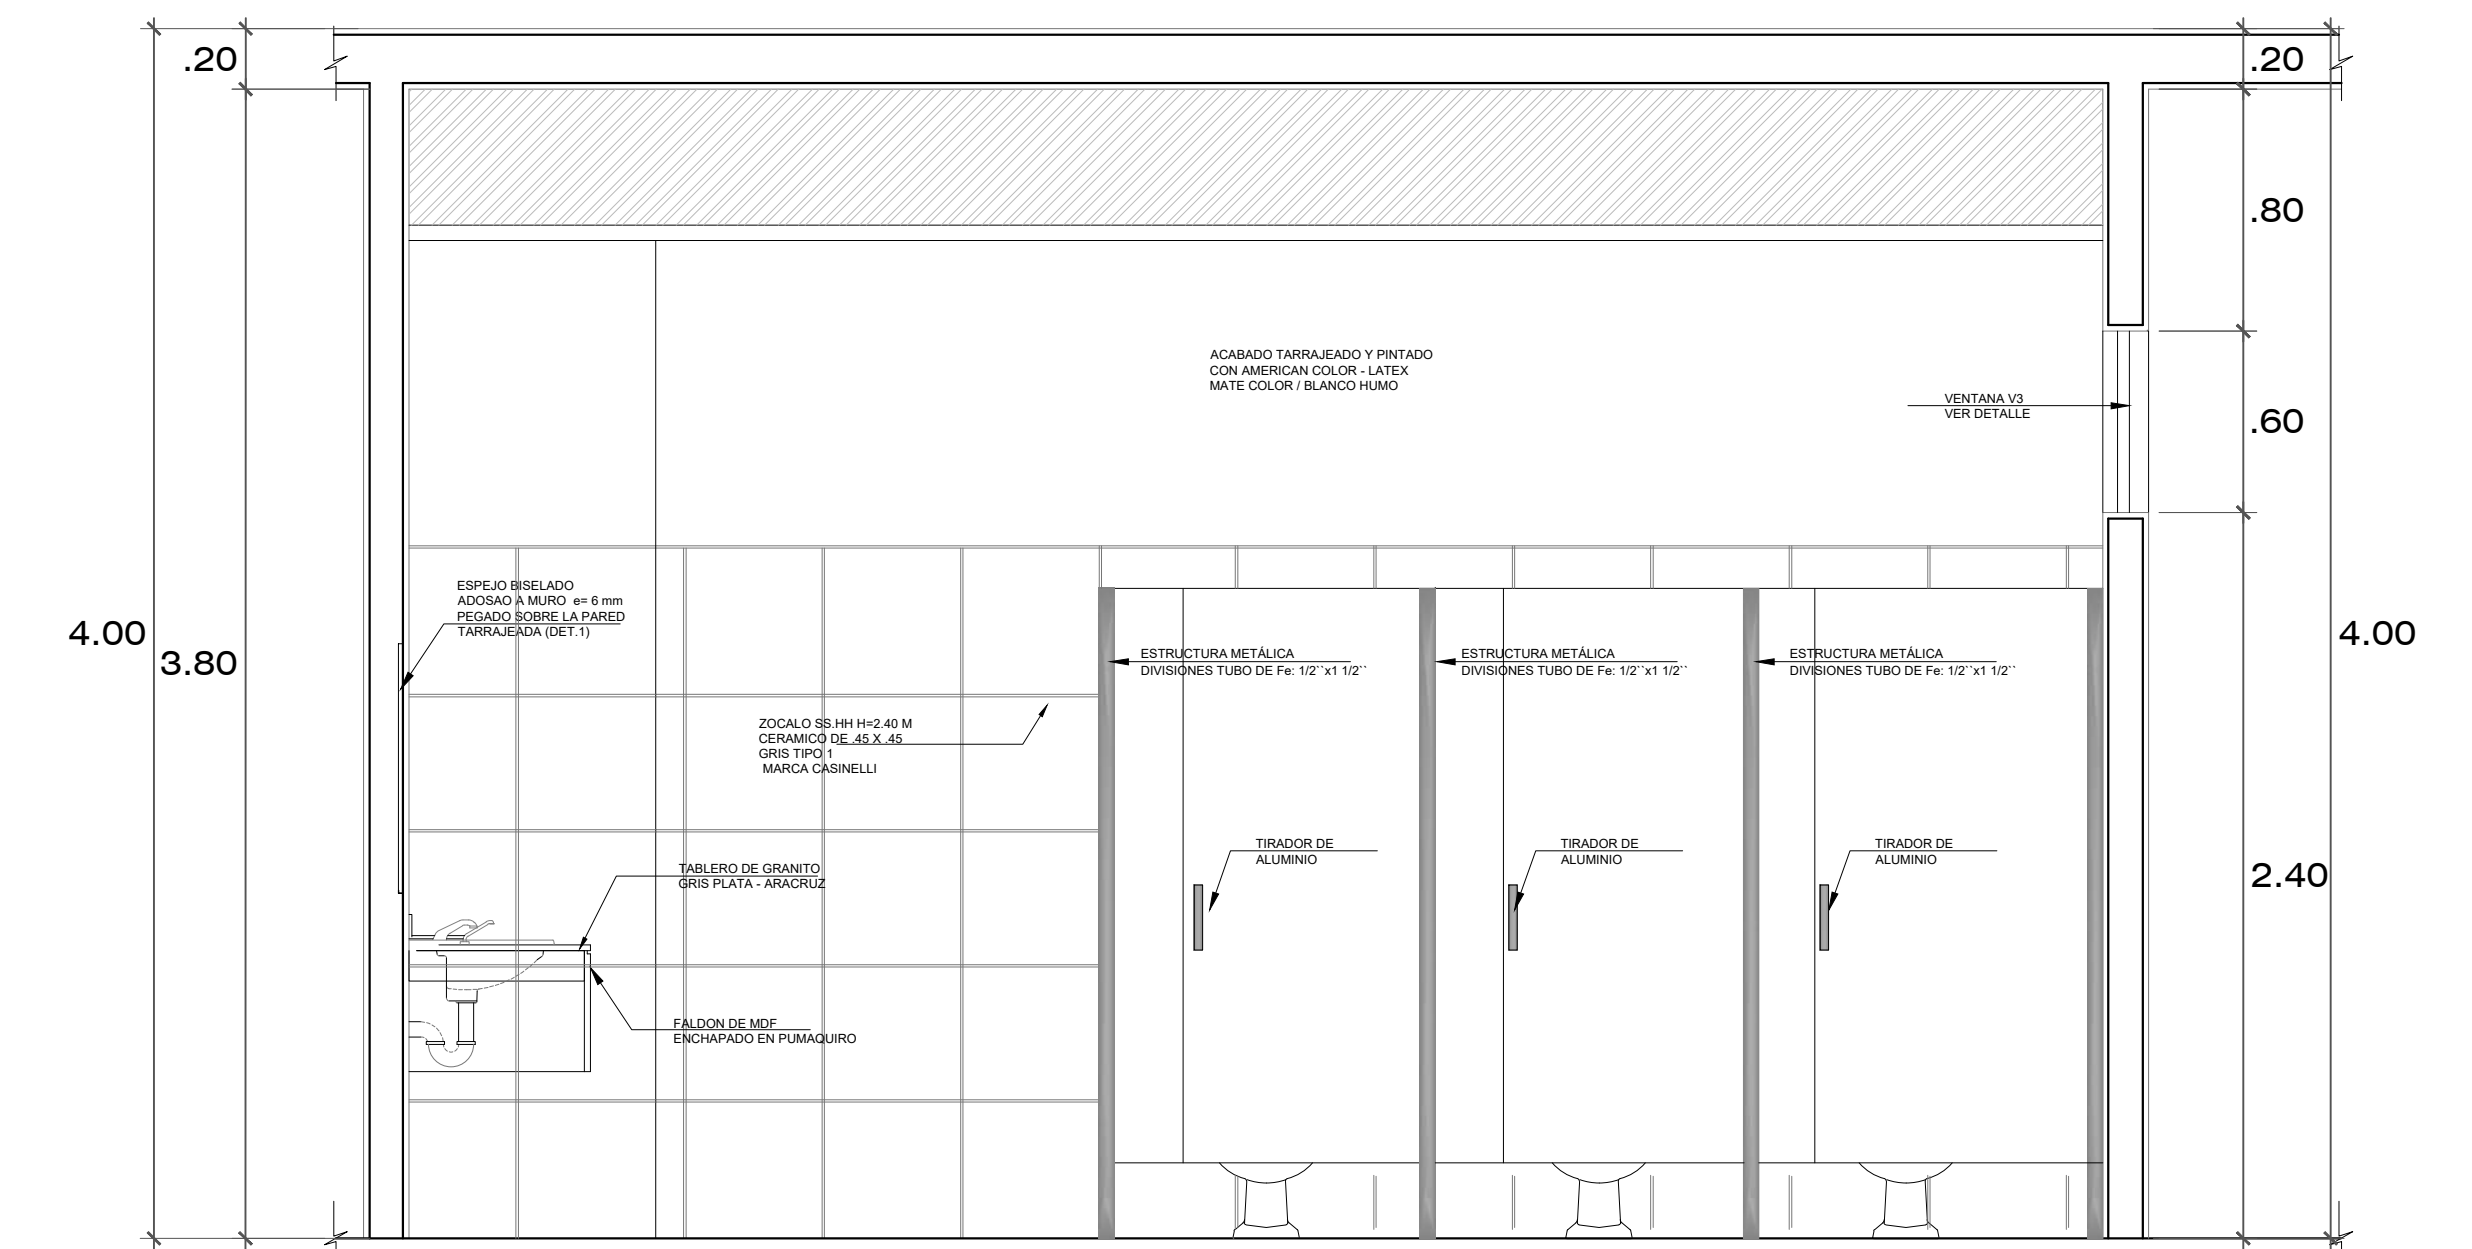 .20
.20
.80
ACABADO TARRAJEADO Y PINTADO
CON AMERICAN COLOR - LATEX
MATE COLOR / BLANCO HUMO
VENTANA V3
VER DETALLE
.60
ESPEJO BISELADO
ADOSAO A MURO e= 6 mm
PEGADO SOBRE LA PARED
TARRAJEADA (DET.1)
4.00
3.80
4.00
ESTRUCTURA METÁLICA
DIVISIONES TUBO DE Fe: 1/2``x1 1/2``
ESTRUCTURA METÁLICA
DIVISIONES TUBO DE Fe: 1/2``x1 1/2``
ESTRUCTURA METÁLICA
DIVISIONES TUBO DE Fe: 1/2``x1 1/2``
ZOCALO SS.HH H=2.40 M
CERAMICO DE .45 X .45
GRIS TIPO 1
MARCA CASINELLI
TIRADOR DE
ALUMINIO
TIRADOR DE
ALUMINIO
TIRADOR DE
ALUMINIO
2.40
TABLERO DE GRANITO
GRIS PLATA - ARACRUZ
FALDON DE MDF
ENCHAPADO EN PUMAQUIRO